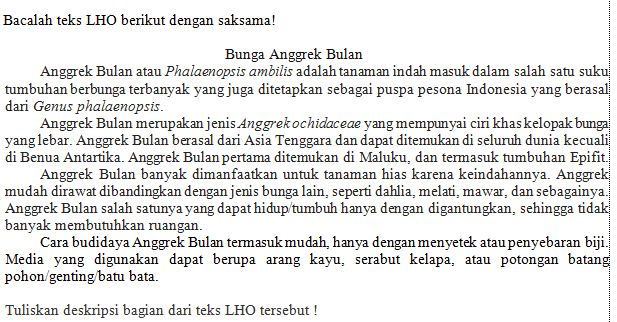 Bacalah teks LHO berikut dengan saksama!
Bunga Anggrek Bulan
Anggrek Bulan atau Phalaenopsis ambilis adalah tanaman indah masuk dalam salah satu suku
tumbuhan berbunga terbanyak yang juga ditetapkan sebagai puspa pesona Indonesia yang berasal
dari Genus phalaenopsis.
Anggrek Bulan merupakan jenis Anggrek ochidaceae yang mempunyai ciri khas kelopak bunga
yang lebar. Anggrek Bulan berasal dari Asia Tenggara dan dapat ditemukan di seluruh dunia kecuali
di Benua Antartika. Anggrek Bulan pertama ditemukan di Maluku, dan termasuk tumbuhan Epifit.
Anggrek Bulan banyak dimanfaatkan untuk tanaman hias karena keindahannya. Anggrek
mudah dirawat dibandingkan dengan jenis bunga lain, seperti dahlia, melati, mawar, dan sebagainya.
Anggrek Bulan salah satunya yang dapat hidup/tumbuh hanya dengan digantungkan, sehingga tidak
banyak membutuhkan ruangan.
Cara budidaya Anggrek Bulan termasuk mudah, hanya dengan menyetek atau penyebaran biji.
Media yang digunakan dapat berupa arang kayu, serabut kelapa, atau potongan batang
pohon/genting/batu bata.
Tuliskan deskripsi bagian dari teks LHO tersebut !